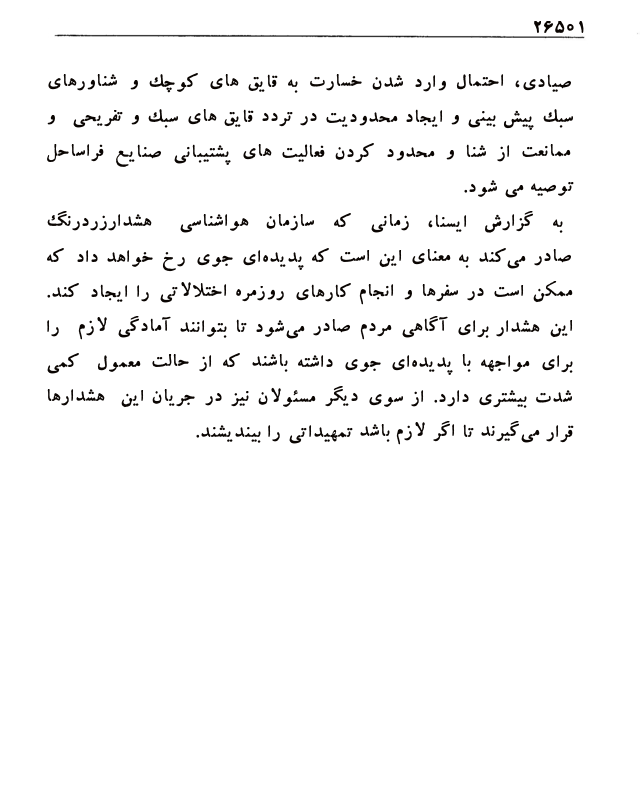 ۲۶۵۰۱
صیادی، احتمال وارد شدن خسارت به قایق های کوچک و شناورهای
سبک پیش بینی و ایجاد محدودیت در تردد قایق های سبک و تفریحی و
ممانعت از شنا و محدود کردن فعالیت های پشتیبانی صنایع فراساحل
توصیه می شود.
به گزارش ایسنا، زمانی که سازمان هواشناسی هشدارزردرنگ
صادر می‌کند به معنای این است که پدیده‌ای جوی رخ خواهد داد که
ممکن است در سفرها و انجام کارهای روزمره اختلالاتی را ایجاد کند.
این هشدار برای آگاهی مردم صادر می‌شود تا بتوانند آمادگی لازم را
برای مواجهه با پدیده‌ای جوی داشته باشند که از حالت معمول کمی
شدت بیشتری دارد. از سوی دیگر مسئولان نیز در جریان این هشدارها
قرار می‌گیرند تا اگر لازم باشد تمهیداتی را بیندیشند.